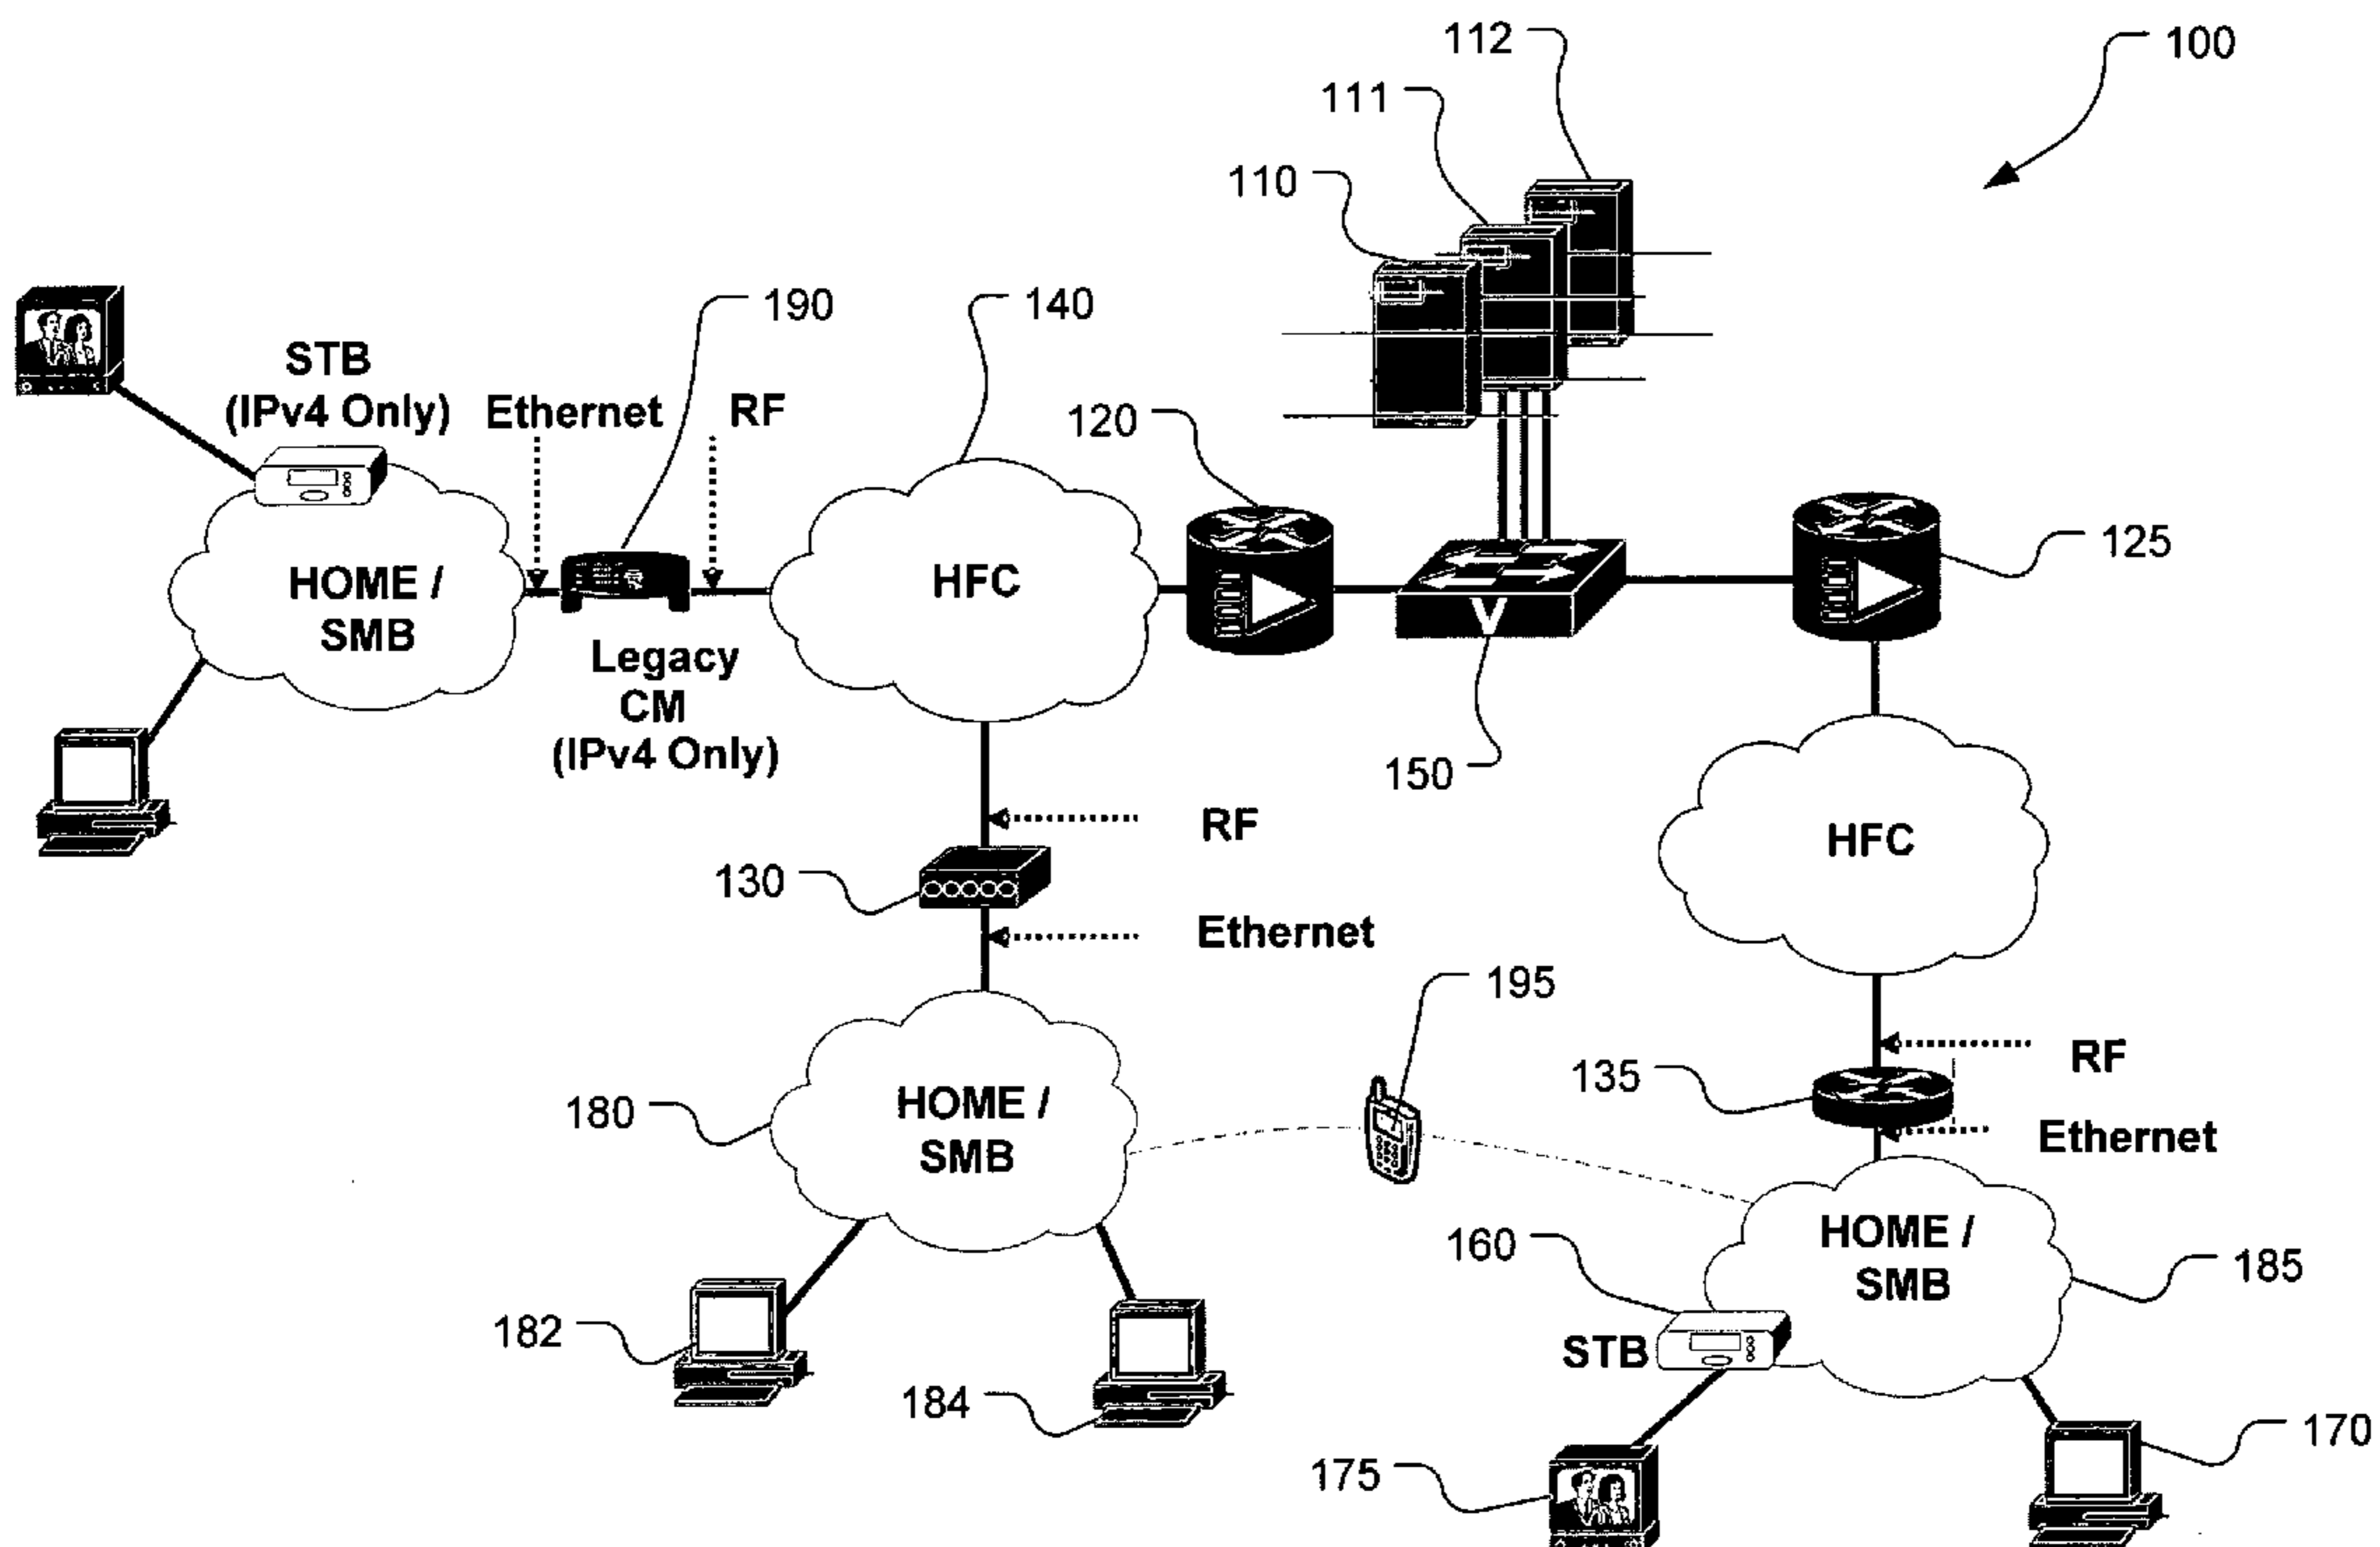 112
100
111
110
190
140
STB
(IPv4 Only)
Ethernet
RF
120
125
HOME /
SMB
HFC
V
Legacy
CM
(IPv4 Only)
150
RF
HFC
130
Ethernet
195
RF
135
180
HOME /
SMB
Ethernet
160
HOME /
SMB
185
182
STB
184
175
170